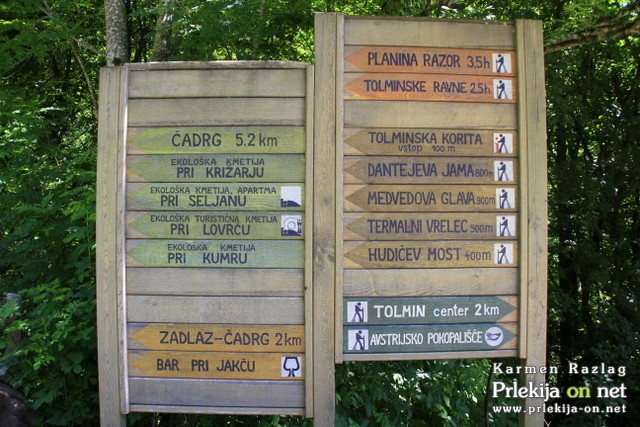 ČADRG 5.2 km
EKOLOŠKA KMETIJA
PRI KRIŽARJU
EKOLOŠKA KMETIJA, APARTMA
PRI SELJANU
EKOLOŠKA TURISTIČNA KMETIJA
PRI LOVRČU
EKOLOŠKA KMETIJA
PRI KUMRU
ZADLAZ-ČADRG 2km
BAR PRI JAKČU
PLANINA RAZOR 3,5h
TOLMINSKE RAVNE 2,5h
TOLMINSKA KORITA
vstop 100 m
DANTEJEVA JAMA 800m
MEDVEDOVA GLAVA 900m
TERMALNI VRELEC 500m
HUDIČEV MOST 400m
TOLMIN center 2 km
AVSTRIJSKO POKOPALIŠČE
Karmen Razlag
Prlekija on net
www.prlekija-on.net